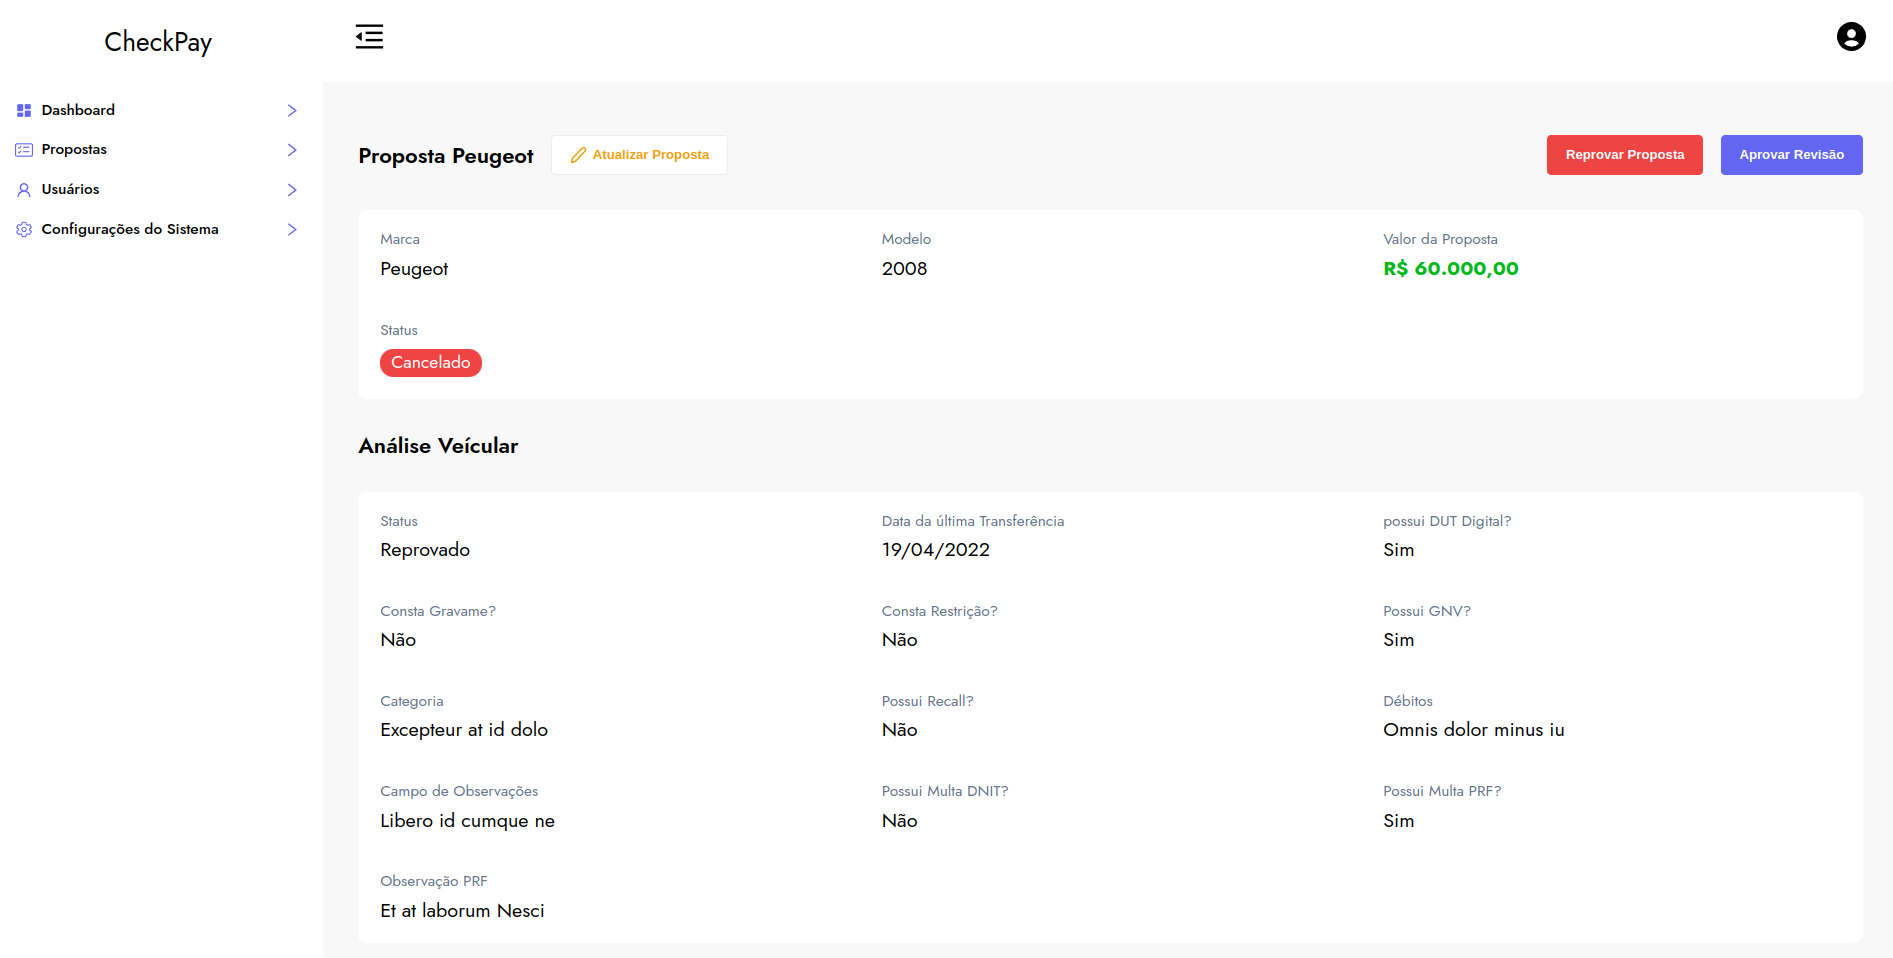 CheckPay
Dashboard
Propostas
Usuários
Configurações do Sistema
Proposta Peugeot
Atualizar Proposta
Reprovar Proposta
Aprovar Revisão
Marca
Modelo
Valor da Proposta
Peugeot
2008
R$ 60.000,00
Status
Cancelado
Análise Veícular
Status
Data da última Transferência
possui DUT Digital?
Reprovado
19/04/2022
Sim
Consta Gravame?
Consta Restrição?
Possui GNV?
Não
Não
Sim
Categoria
Possui Recall?
Débitos
Excepteur at id dolo
Não
Omnis dolor minus iu
Campo de Observações
Possui Multa DNIT?
Possui Multa PRF?
Libero id cumque ne
Não
Sim
Observação PRF
Et at laborum Nesci